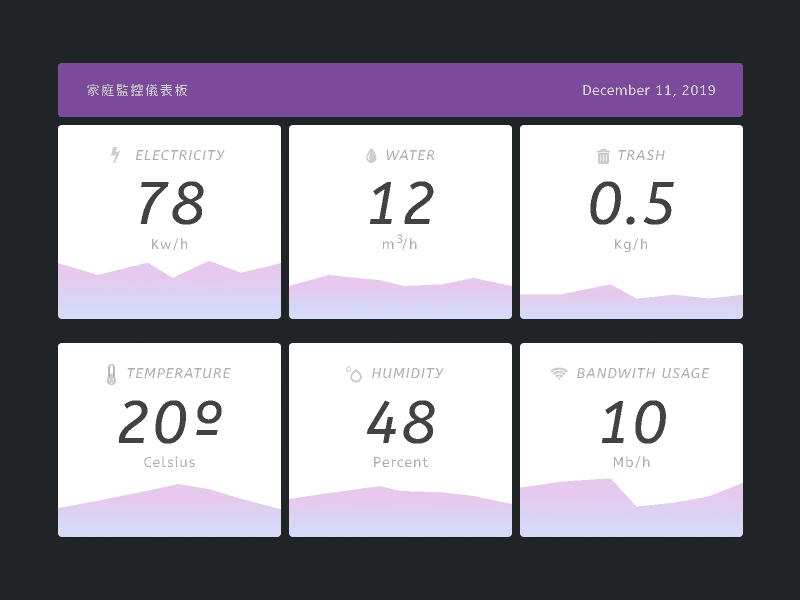 家庭監控儀表板
December 11, 2019
ELECTRICITY
78
Kw/h
WATER
12
m³/h
TRASH
0.5
Kg/h
TEMPERATURE
20º
Celsius
HUMIDITY
48
Percent
BANDWITH USAGE
10
Mb/h